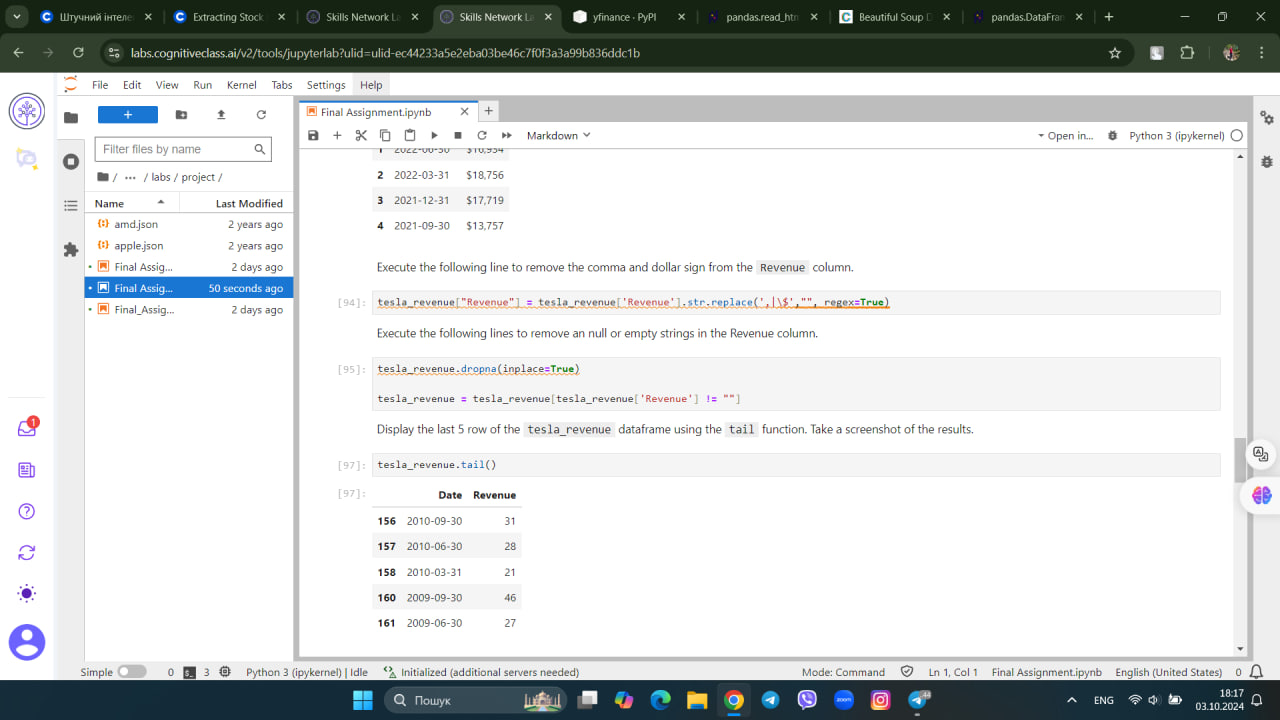 Штучний інтеле
Extracting Stock
Skills Network La
Skills Network La
yfinance · PyPI
pandas.read_htm
Beautiful Soup D
pandas.DataFran
labs.cognitiveclass.ai/v2/tools/jupyterlab?ulid=ulid-ec44233a5e2eba03be46c7f0f3a3a99b836ddc1b
File Edit View Run Kernel Tabs Settings Help
Final Assignment.ipynb
Markdown
Open in...
Python 3 (ipykernel)
Filter files by name
/ ··· / labs / project /
Name Last Modified
amd.json 2 years ago
apple.json 2 years ago
Final Assig... 2 days ago
Final Assig... 50 seconds ago
Final_Assig... 2 days ago
1 2022-06-30 $16,934
2 2022-03-31 $18,756
3 2021-12-31 $17,719
4 2021-09-30 $13,757
Execute the following line to remove the comma and dollar sign from the Revenue column.
[94]: tesla_revenue["Revenue"] = tesla_revenue['Revenue'].str.replace(',|\$',"", regex=True)
Execute the following lines to remove an null or empty strings in the Revenue column.
[95]: tesla_revenue.dropna(inplace=True)
tesla_revenue = tesla_revenue[tesla_revenue['Revenue'] != ""]
Display the last 5 row of the tesla_revenue dataframe using the tail function. Take a screenshot of the results.
[97]: tesla_revenue.tail()
[97]: Date Revenue
156 2010-09-30 31
157 2010-06-30 28
158 2010-03-31 21
160 2009-09-30 46
161 2009-06-30 27
1
Simple 0 3 Python 3 (ipykernel) | Idle Initialized (additional servers needed) Mode: Command Ln 1, Col 1 Final Assignment.ipynb English (United States) 0
Пошук
zoom
44
ENG
18:17
03.10.2024